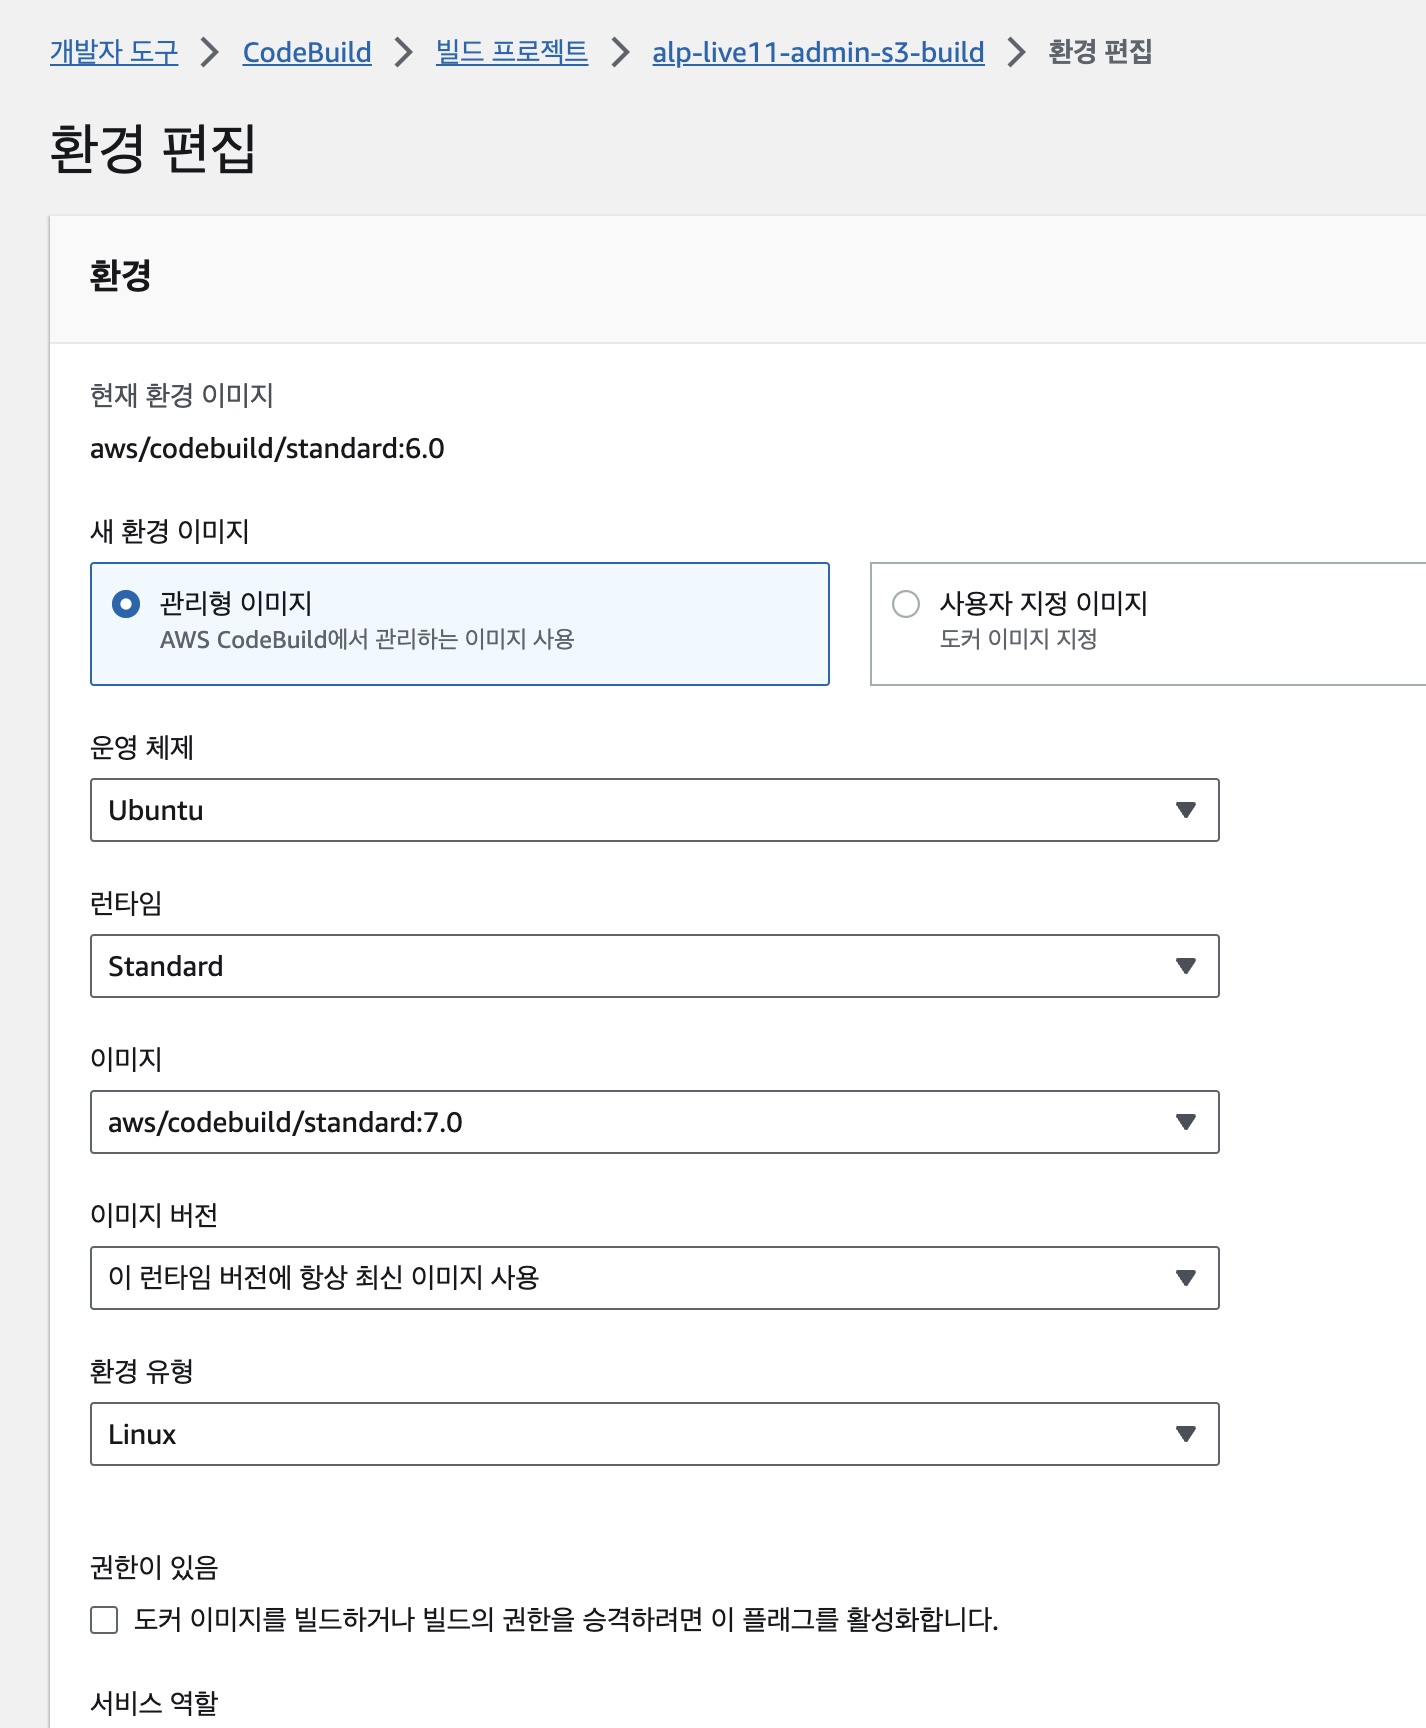 개발자 도구 > CodeBuild > 빌드 프로젝트 > alp-live11-admin-s3-build > 환경 편집
환경 편집
환경
현재 환경 이미지
aws/codebuild/standard:6.0
새 환경 이미지
관리형 이미지
AWS CodeBuild에서 관리하는 이미지 사용
사용자 지정 이미지
도커 이미지 지정
운영 체제
Ubuntu
런타임
Standard
이미지
aws/codebuild/standard:7.0
이미지 버전
이 런타임 버전에 항상 최신 이미지 사용
환경 유형
Linux
권한이 있음
도커 이미지를 빌드하거나 빌드의 권한을 승격하려면 이 플래그를 활성화합니다.
서비스 역할